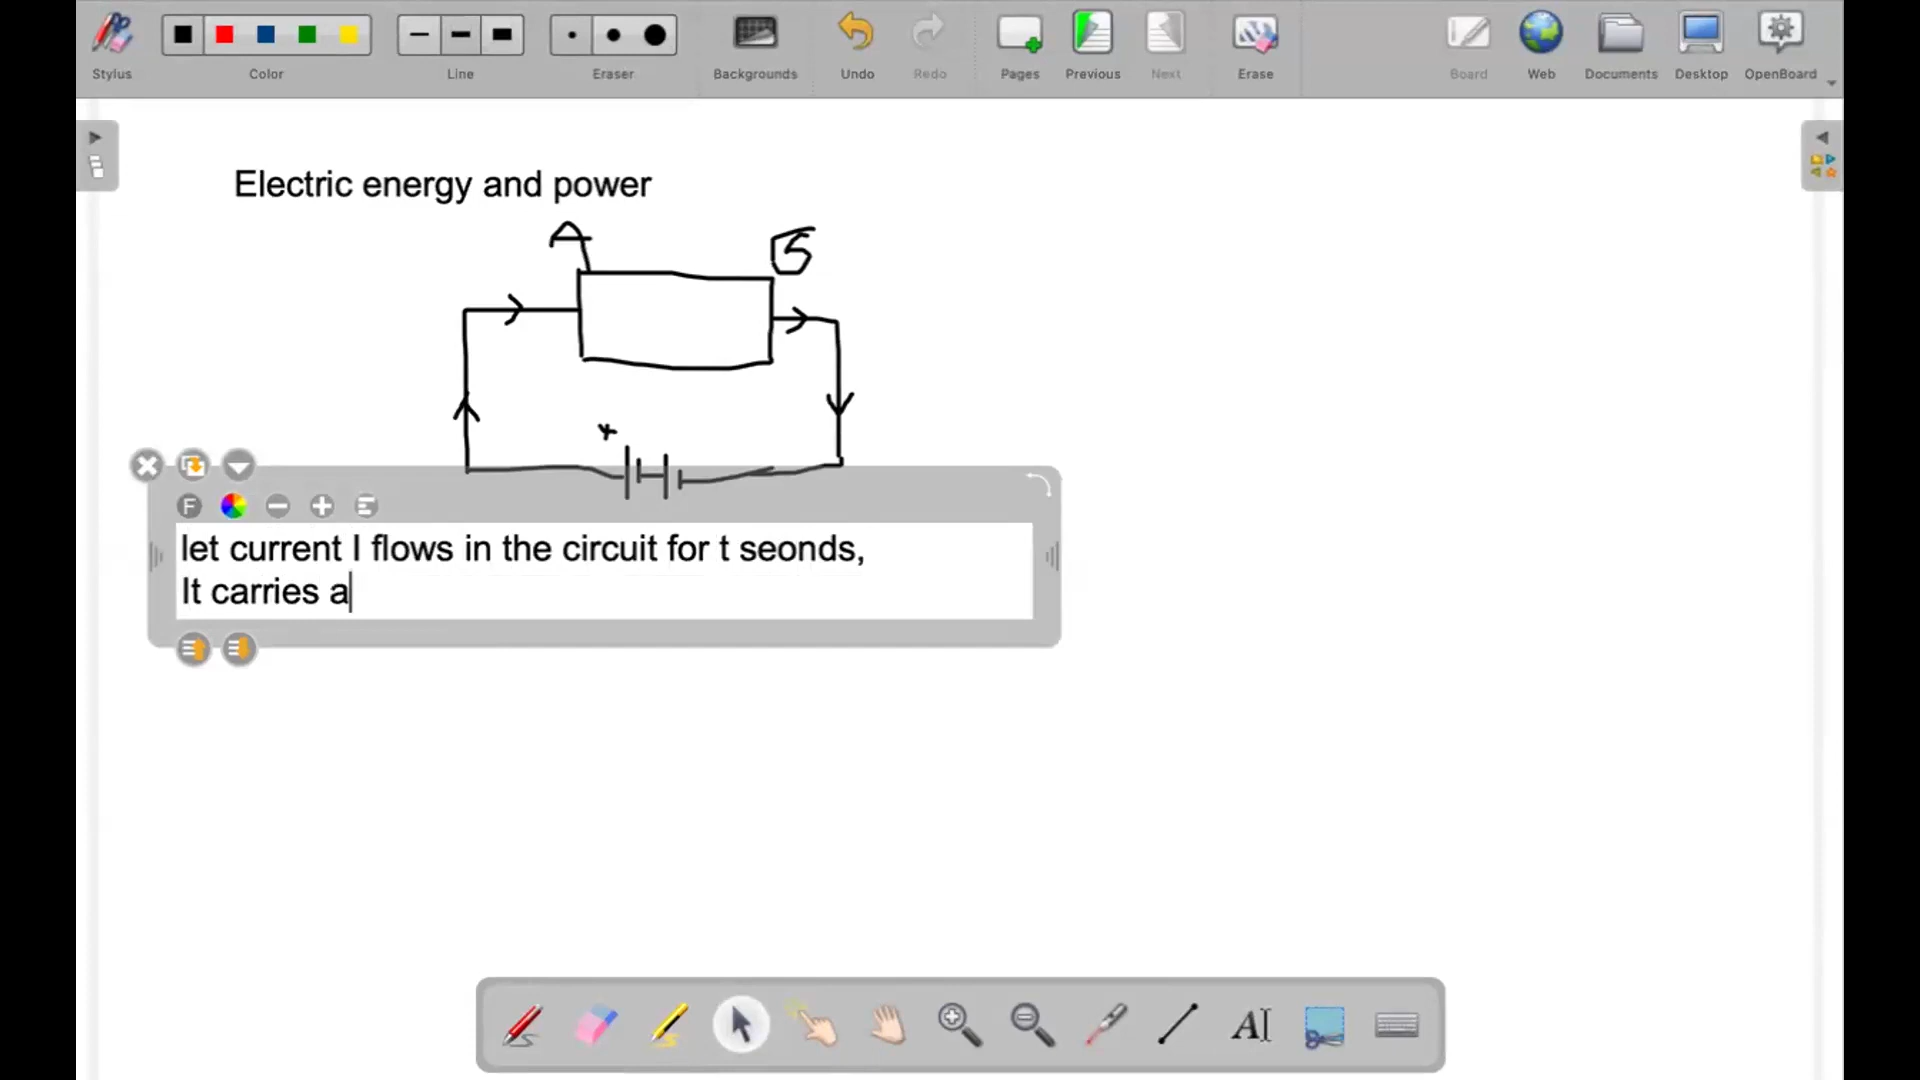 Stylus Color Line Eraser Backgrounds Undo Redo Pages Previous Next Erase Board Web Documents Desktop OpenBoard
Electric energy and power
A B
+
F
let current I flows in the circuit for t seonds,
It carries a
AI